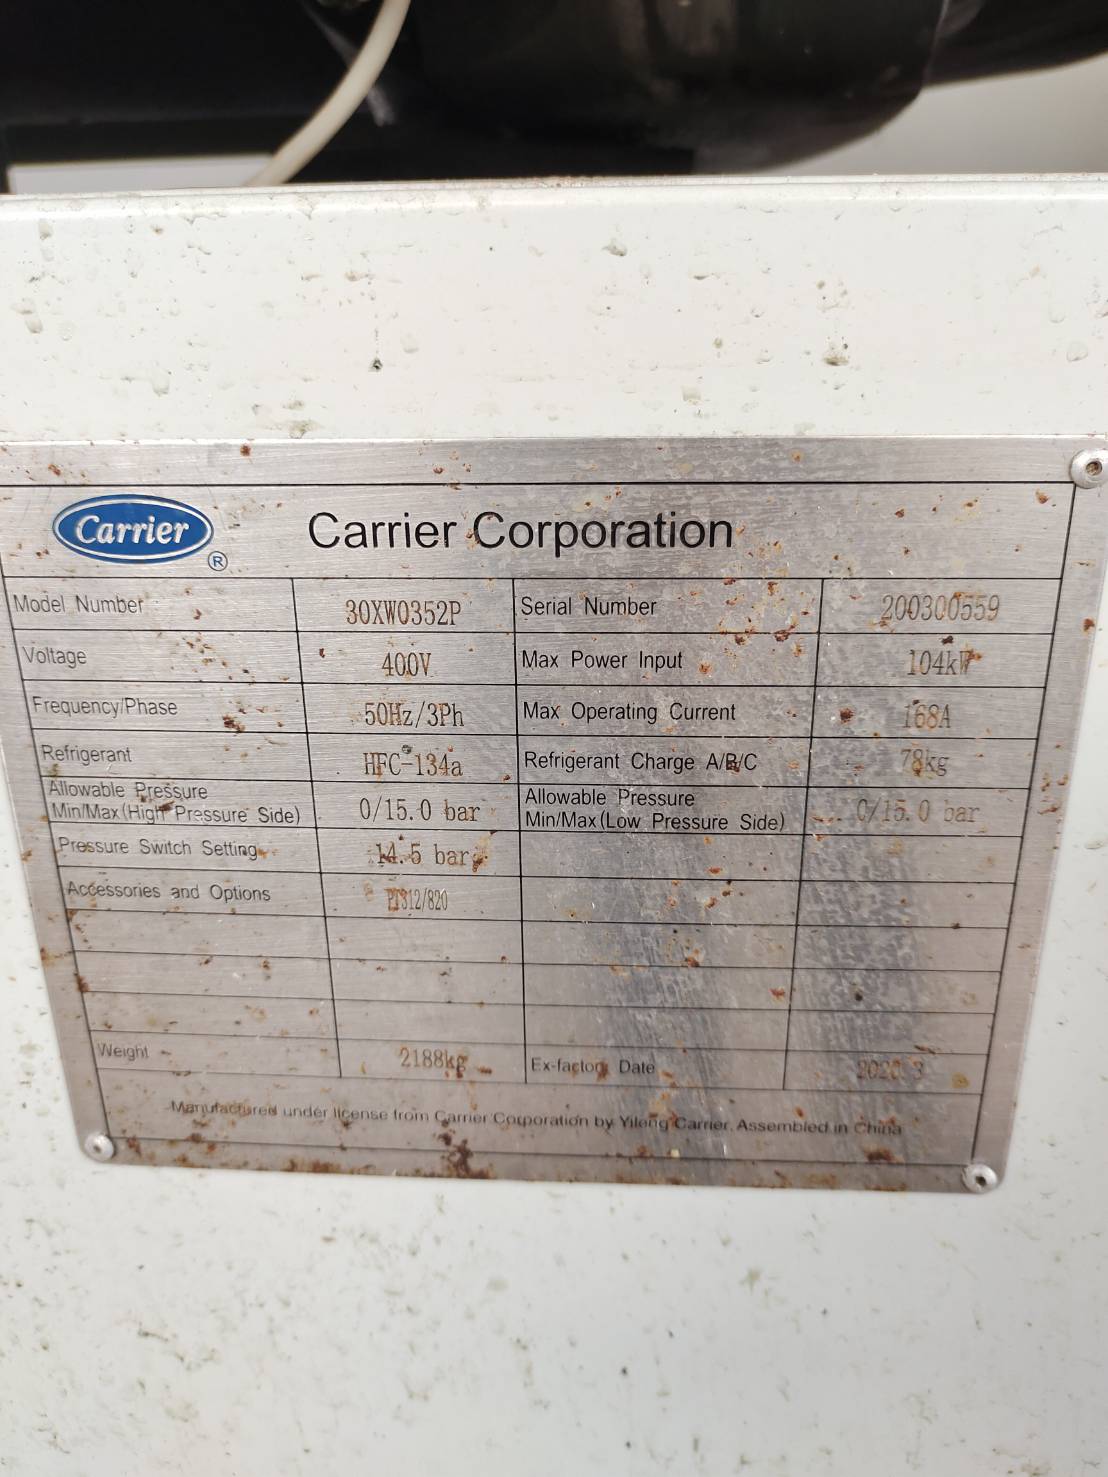 Carrier
®
Carrier Corporation
Model Number 30XW0352P Serial Number 200300559
Voltage 400V Max Power Input 104kW
Frequency/Phase 50Hz/3Ph Max Operating Current 168A
Refrigerant HFC-134a Refrigerant Charge A/B/C 78kg
Allowable Pressure
Min/Max(High Pressure Side) 0/15.0 bar
Allowable Pressure
Min/Max(Low Pressure Side) 0/15.0 bar
Pressure Switch Setting 14.5 bar
Accessories and Options
Weight 2188kg Ex-factory Date 2020.3
Manufactured under license from Carrier Corporation by Yileng Carrier. Assembled in China